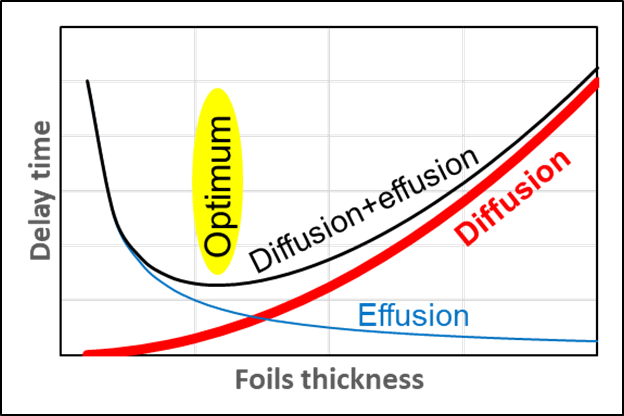 Delay time
Optimum
Diffusion+effusion
Diffusion
Effusion
Foils thickness